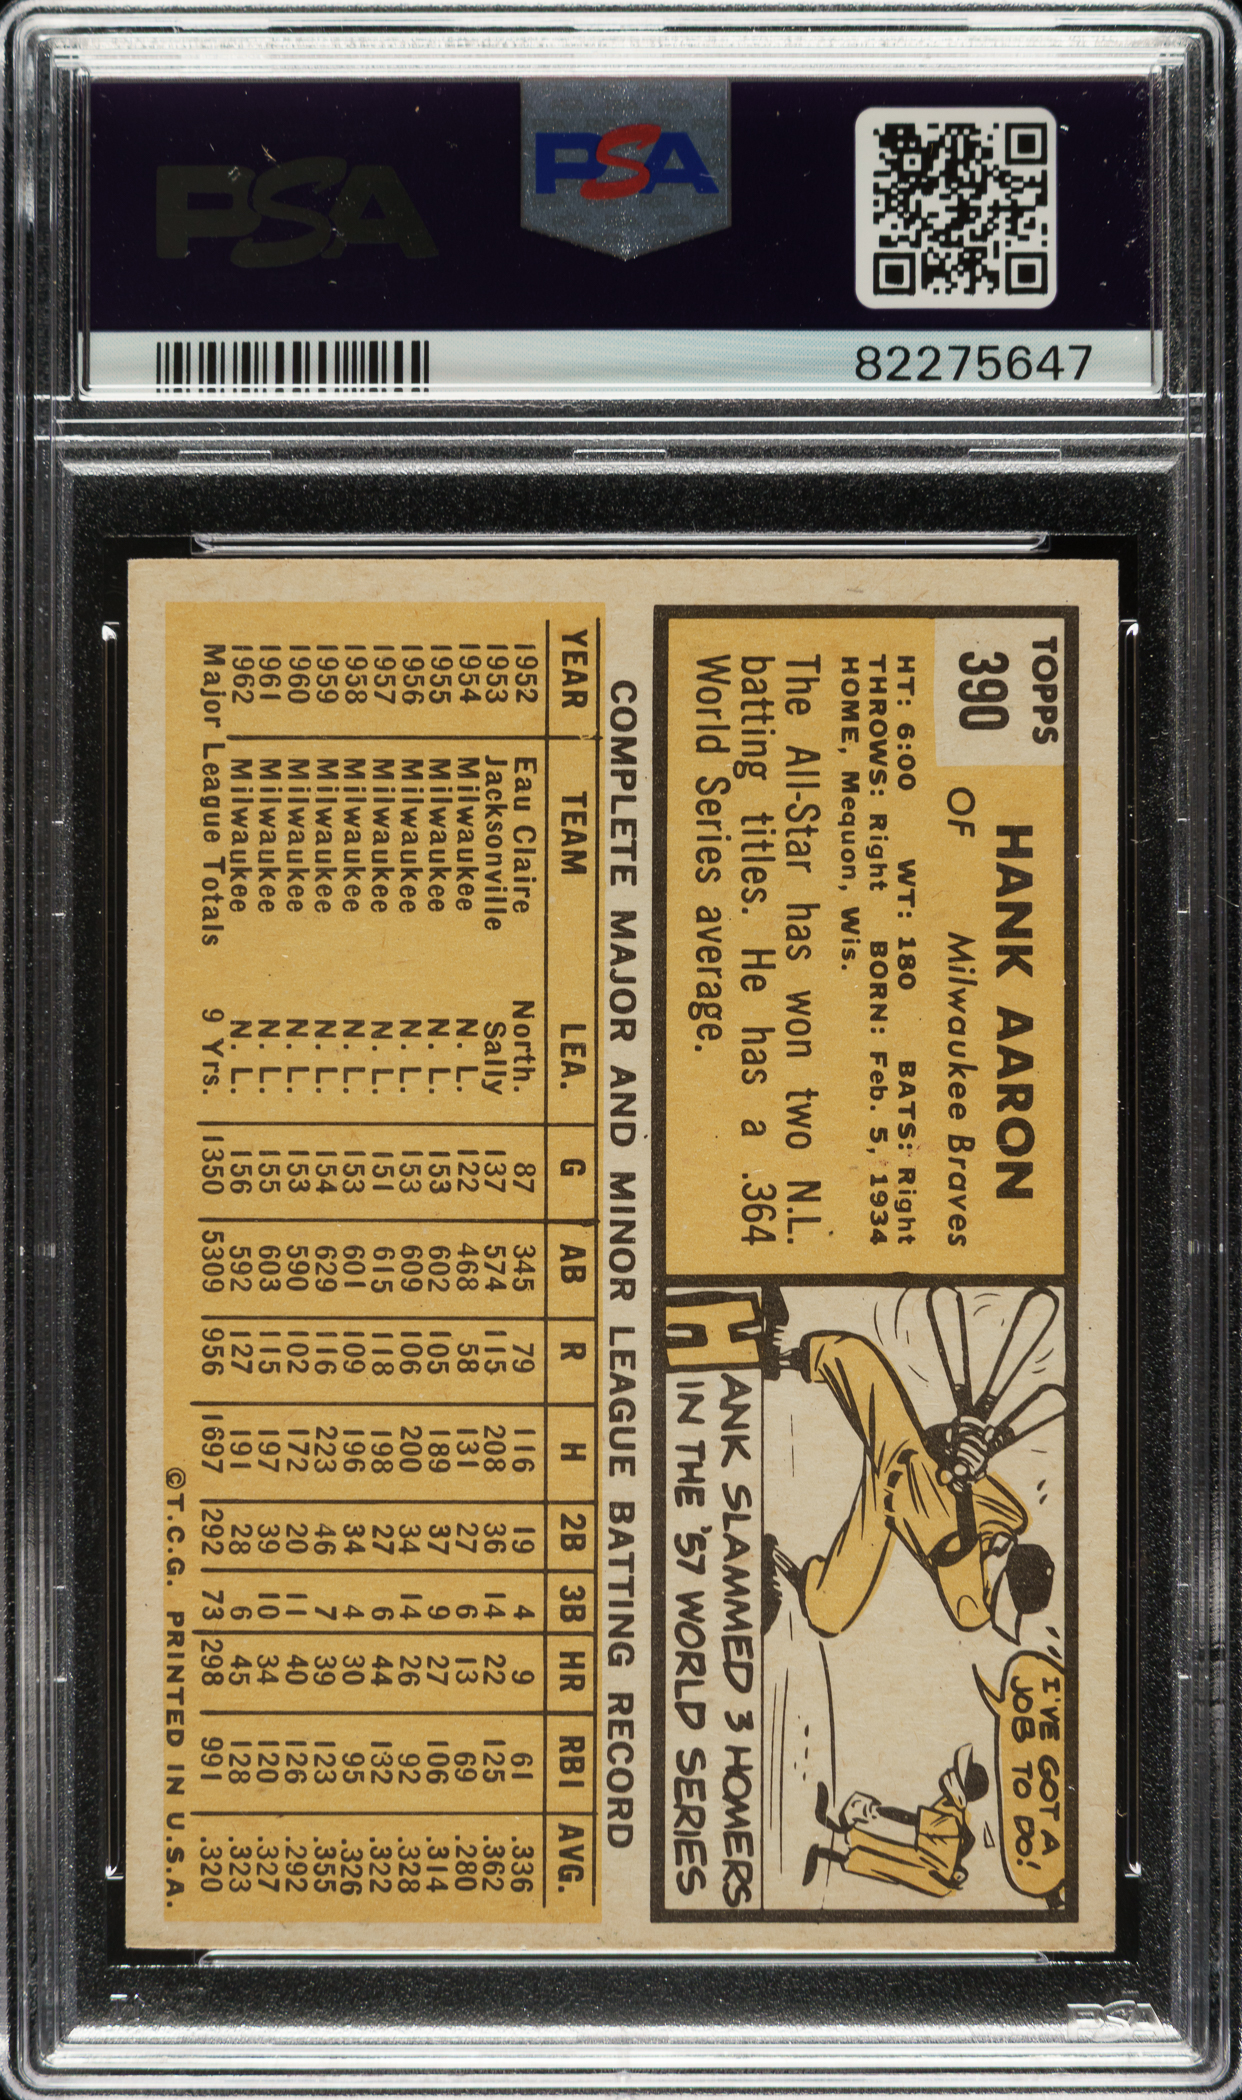 PSA
PSA
82275647
TOPPS
390
HANK AARON
OF Milwaukee Braves
HT: 6:00 WT: 180 BATS: Right
THROWS: Right BORN: Feb. 5, 1934
HOME, Mequon, Wis.
The All-Star has won two N.L.
batting titles. He has a .364
World Series average.
I'VE GOT A
JOB TO DO!
HANK SLAMMED 3 HOMERS
IN THE '57 WORLD SERIES
COMPLETE MAJOR AND MINOR LEAGUE BATTING RECORD
YEAR TEAM LEA. G AB R H 2B 3B HR RBI AVG.
1952 Eau Claire North. 87 345 79 116 19 4 9 61 .336
1953 Jacksonville Sally 137 574 115 208 36 14 22 125 .362
1954 Milwaukee N. L. 122 468 58 131 27 6 13 69 .280
1955 Milwaukee N. L. 153 602 105 189 37 9 27 106 .314
1956 Milwaukee N. L. 153 609 106 200 34 14 26 92 .328
1957 Milwaukee N. L. 151 615 118 198 27 6 44 132 .322
1958 Milwaukee N. L. 153 601 109 196 34 4 30 95 .326
1959 Milwaukee N. L. 154 629 116 223 46 7 39 123 .355
1960 Milwaukee N. L. 153 590 102 172 20 11 40 126 .292
1961 Milwaukee N. L. 155 603 115 197 39 10 34 120 .327
1962 Milwaukee N. L. 156 592 127 191 28 6 45 128 .323
Major League Totals 9 Yrs. 1350 5309 956 1697 292 73 298 991 .320
©T.C.G. PRINTED IN U.S.A.
PSA